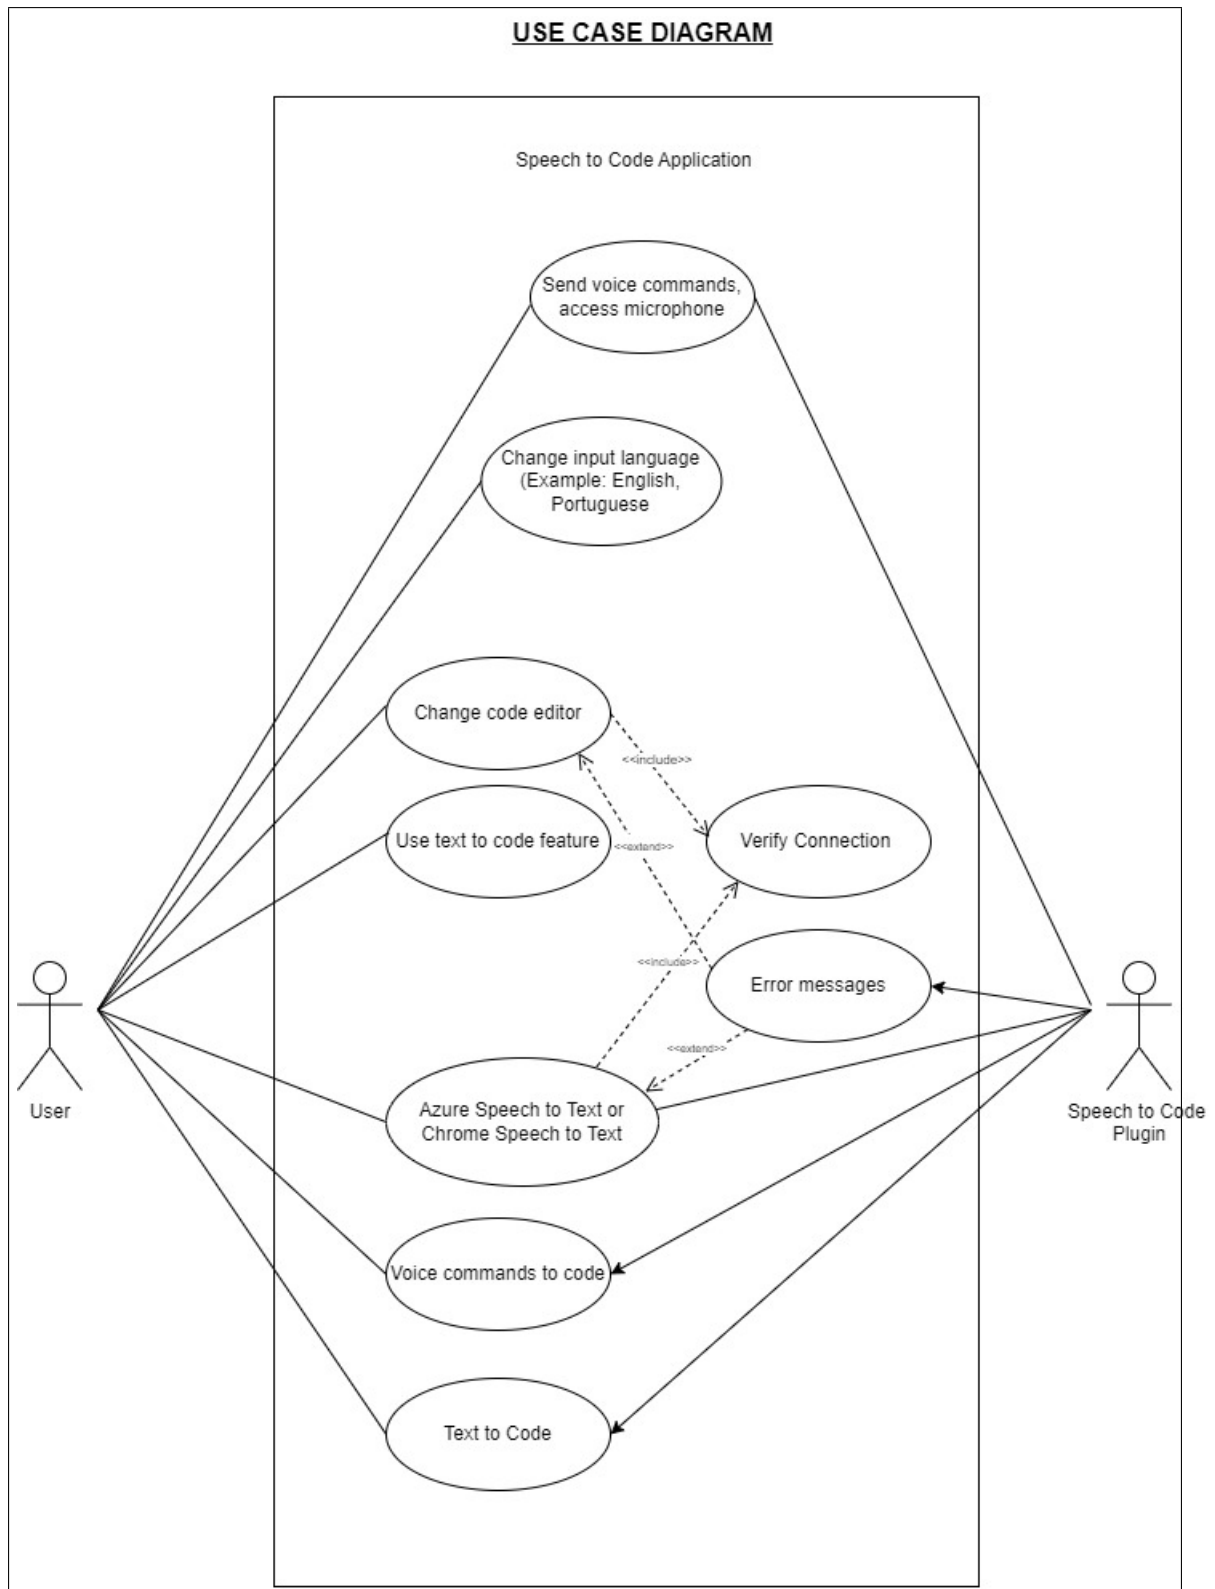 USE CASE DIAGRAM
Speech to Code Application
Send voice commands,
access microphone
Change input language
(Example: English,
Portuguese
Change code editor
<<include>>
Use text to code feature
<<extend>>
Verify Connection
<<include>>
Error messages
<<extend>>
Azure Speech to Text or
Chrome Speech to Text
User
Speech to Code
Plugin
Voice commands to code
Text to Code